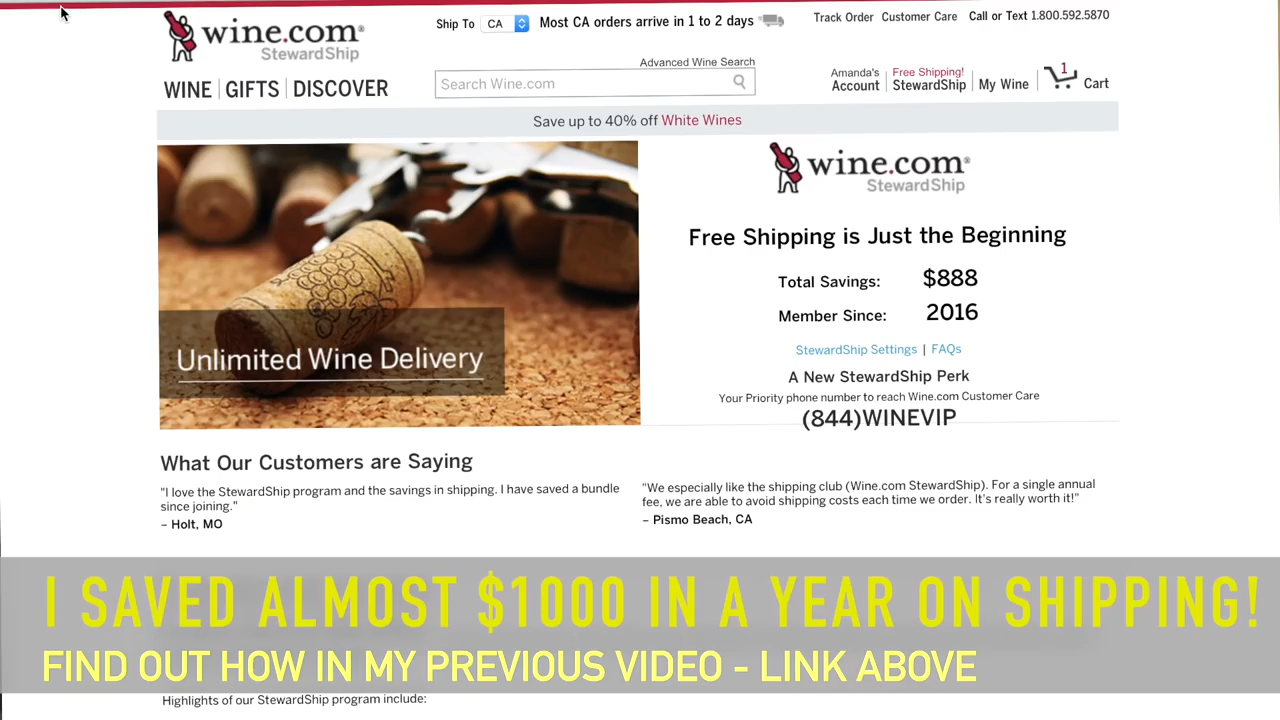 wine.com
StewardShip
Ship To CA Most CA orders arrive in 1 to 2 days
Track Order Customer Care Call or Text 1.800.592.5870
Advanced Wine Search
WINE GIFTS DISCOVER
Search Wine.com
Amanda's Account
Free Shipping! StewardShip
My Wine
1 Cart
Save up to 40% off White Wines
Unlimited Wine Delivery
wine.com
StewardShip
Free Shipping is Just the Beginning
Total Savings: $888
Member Since: 2016
StewardShip Settings | FAQs
A New StewardShip Perk
Your Priority phone number to reach Wine.com Customer Care
(844)WINEVIP
What Our Customers are Saying
"I love the StewardShip program and the savings in shipping. I have saved a bundle
since joining."
– Holt, MO
"We especially like the shipping club (Wine.com StewardShip). For a single annual
fee, we are able to avoid shipping costs each time we order. It's really worth it!"
– Pismo Beach, CA
I SAVED ALMOST $1000 IN A YEAR ON SHIPPING!
FIND OUT HOW IN MY PREVIOUS VIDEO - LINK ABOVE
Highlights of our StewardShip program include: